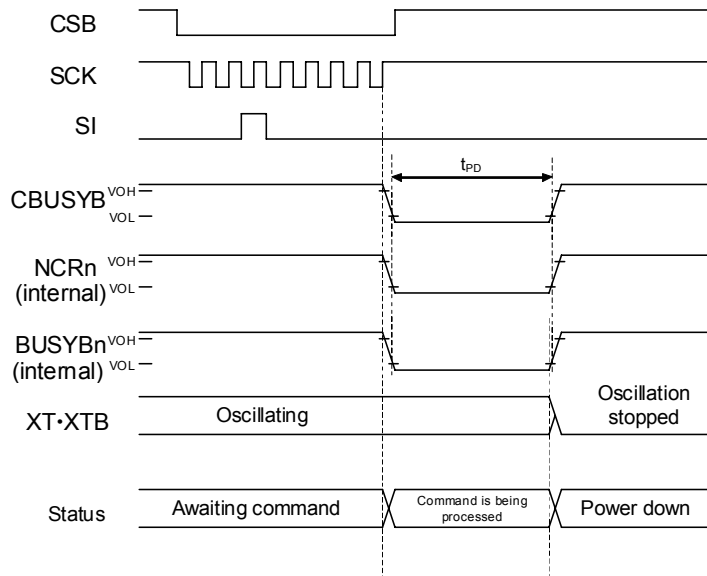 CSB
SCK
SI
tPD
CBUSYB VOH
VOL
NCRn VOH
(internal) VOL
BUSYBn VOH
(internal) VOL
XT•XTB Oscillating Oscillation
stopped
Status Awaiting command Command is being
processed Power down